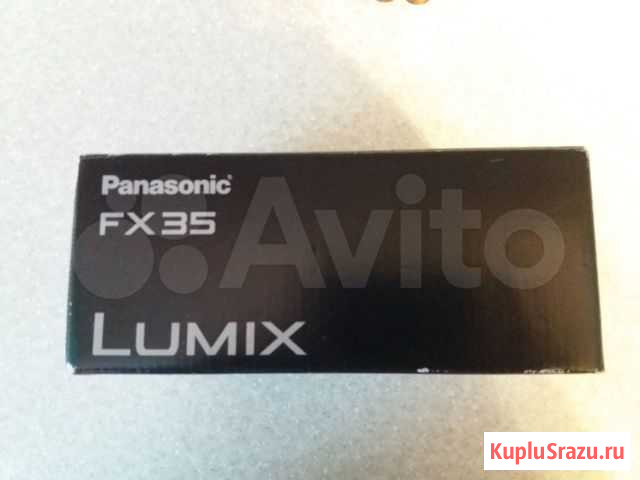 Panasonic
FX35
Avito
LUMIX
KupluSrazu.ru